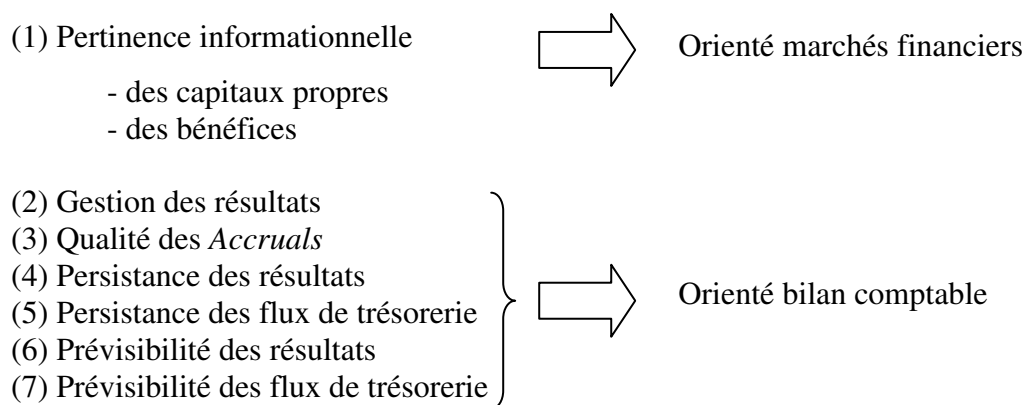 (1) Pertinence informationnelle
Orienté marchés financiers
- des capitaux propres
- des bénéfices
(2) Gestion des résultats
(3) Qualité des Accruals
(4) Persistance des résultats
(5) Persistance des flux de trésorerie
(6) Prévisibilité des résultats
(7) Prévisibilité des flux de trésorerie
Orienté bilan comptable